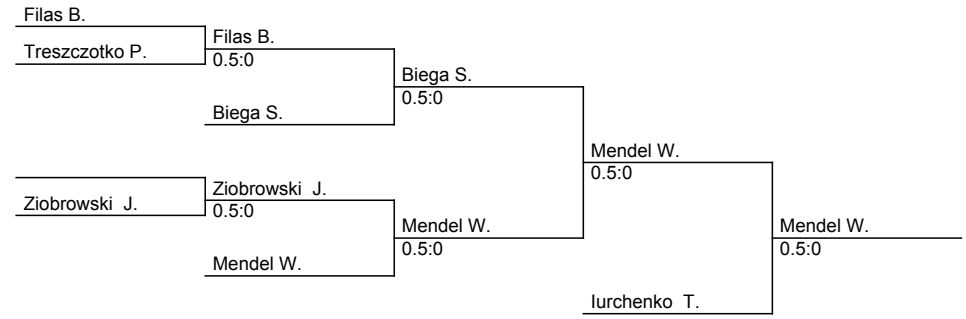 Filas B.
Treszczotko P.
Filas B.
0.5:0
Biega S.
Biega S.
0.5:0
Ziobrowski J.
Ziobrowski J.
0.5:0
Mendel W.
Mendel W.
0.5:0
Mendel W.
0.5:0
Iurchenko T.
Mendel W.
0.5:0